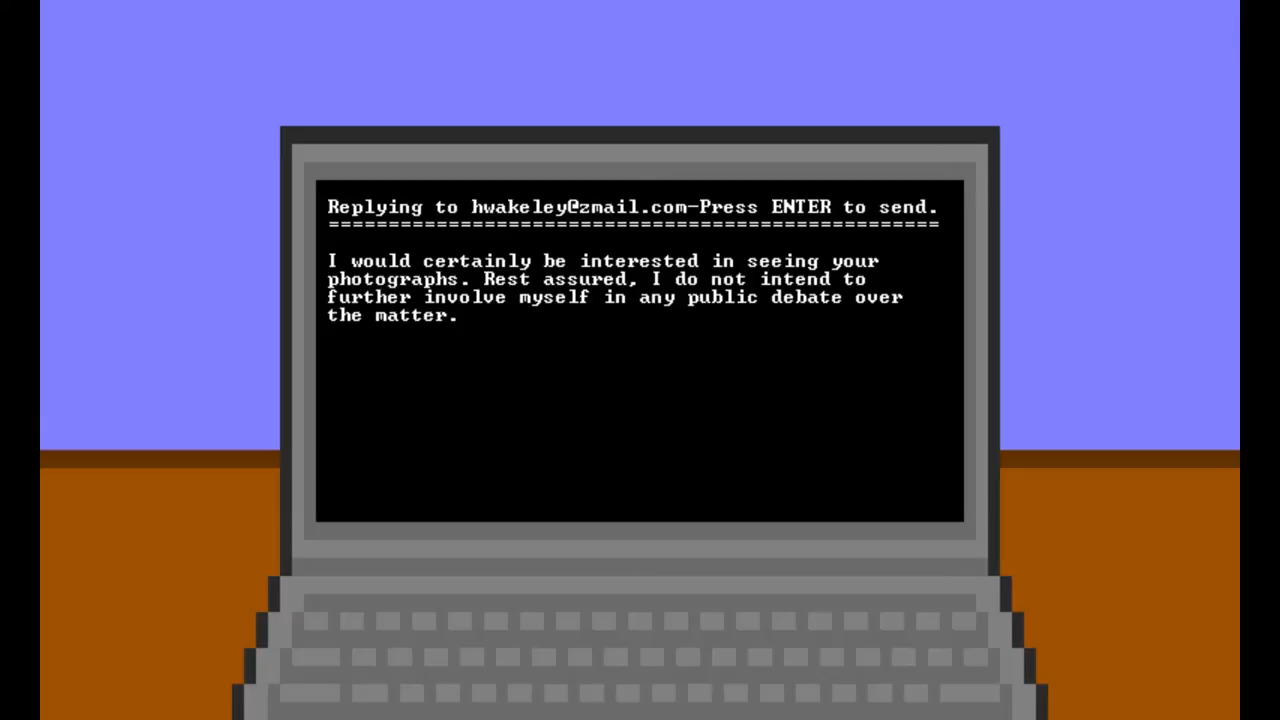 Replying to hwakeley@zmail.com-Press ENTER to send.
===================================================
I would certainly be interested in seeing your
photographs. Rest assured, I do not intend to
further involve myself in any public debate over
the matter.